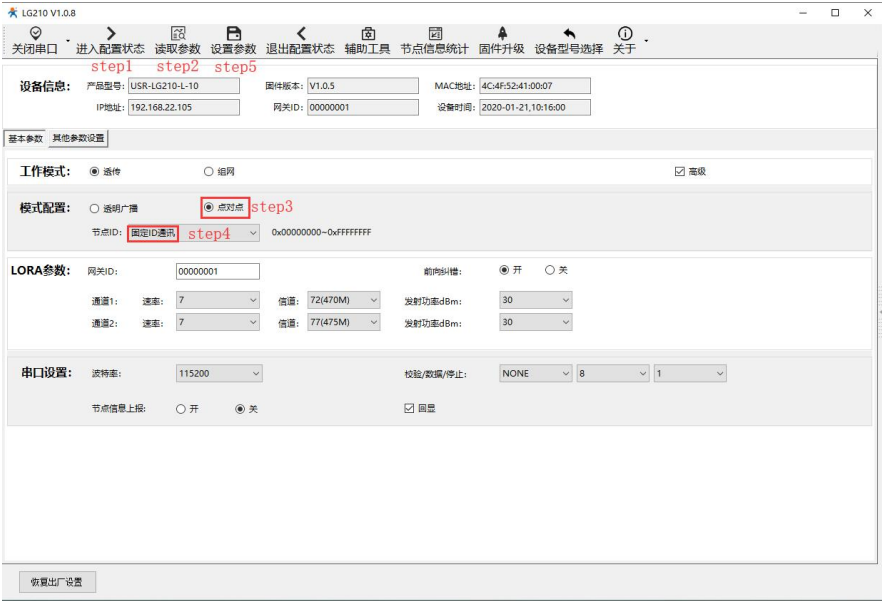 LG210 V1.0.8
关闭串口 进入配置状态 读取参数 设置参数 退出配置状态 辅助工具 节点信息统计 固件升级 设备型号选择 关于
step1 step2 step5
设备信息: 产品型号: USR-LG210-L-10 固件版本: V1.0.5 MAC地址: 4C:4F:52:41:00:07
IP地址: 192.168.22.105 网关ID: 00000001 设备时间: 2020-01-21,10:16:00
基本参数 其他参数设置
工作模式: 透传 组网 高级
模式配置: 透明广播 点对点 step3
节点ID: 固定ID通讯 step4 0x00000000~0xFFFFFFFF
LORA参数: 网关ID: 00000001 前向纠错: 开 关
通道1: 速率: 7 信道: 72(470M) 发射功率dBm: 30
通道2: 速率: 7 信道: 77(475M) 发射功率dBm: 30
串口设置: 波特率: 115200 校验/数据/停止: NONE 8 1
节点信息上报: 开 关 回显
恢复出厂设置